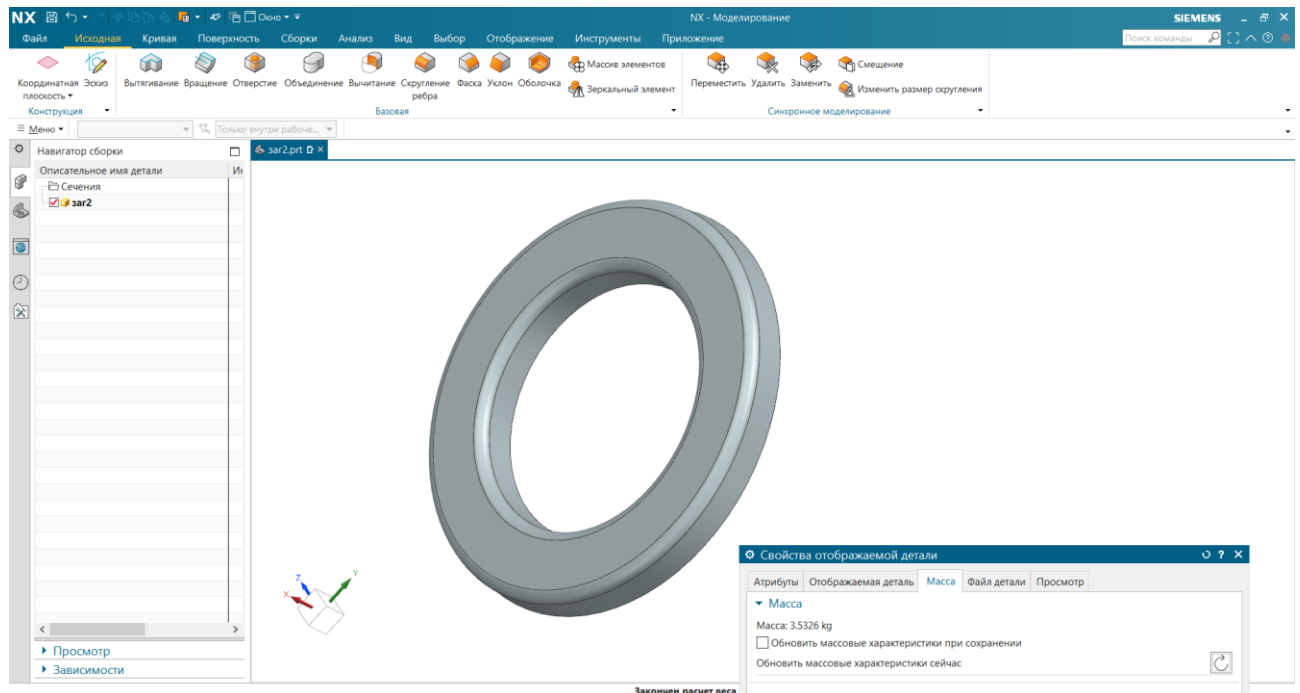 NX Окно NX - Моделирование SIEMENS
Файл Исходная Кривая Поверхность Сборки Анализ Вид Выбор Отображение Инструменты Приложение Поиск команды
Координатная плоскость Эскиз Вытягивание Вращение Отверстие Объединение Вычитание Скругление ребра Фаска Уклон Оболочка Массив элементов Зеркальный элемент Переместить Удалить Заменить Смещение Изменить размер скругления
Конструкция Базовая Синхронное моделирование
Меню Только внутри рабоче...
Навигатор сборки заг2.prt
Описательное имя детали Ин
Сечения
заг2
Z Y
X
Свойства отображаемой детали
Атрибуты Отображаемая деталь Масса Файл детали Просмотр
Масса
Масса: 3.5326 kg
Обновить массовые характеристики при сохранении
Просмотр
Обновить массовые характеристики сейчас
Зависимости
Закончен расчет веса